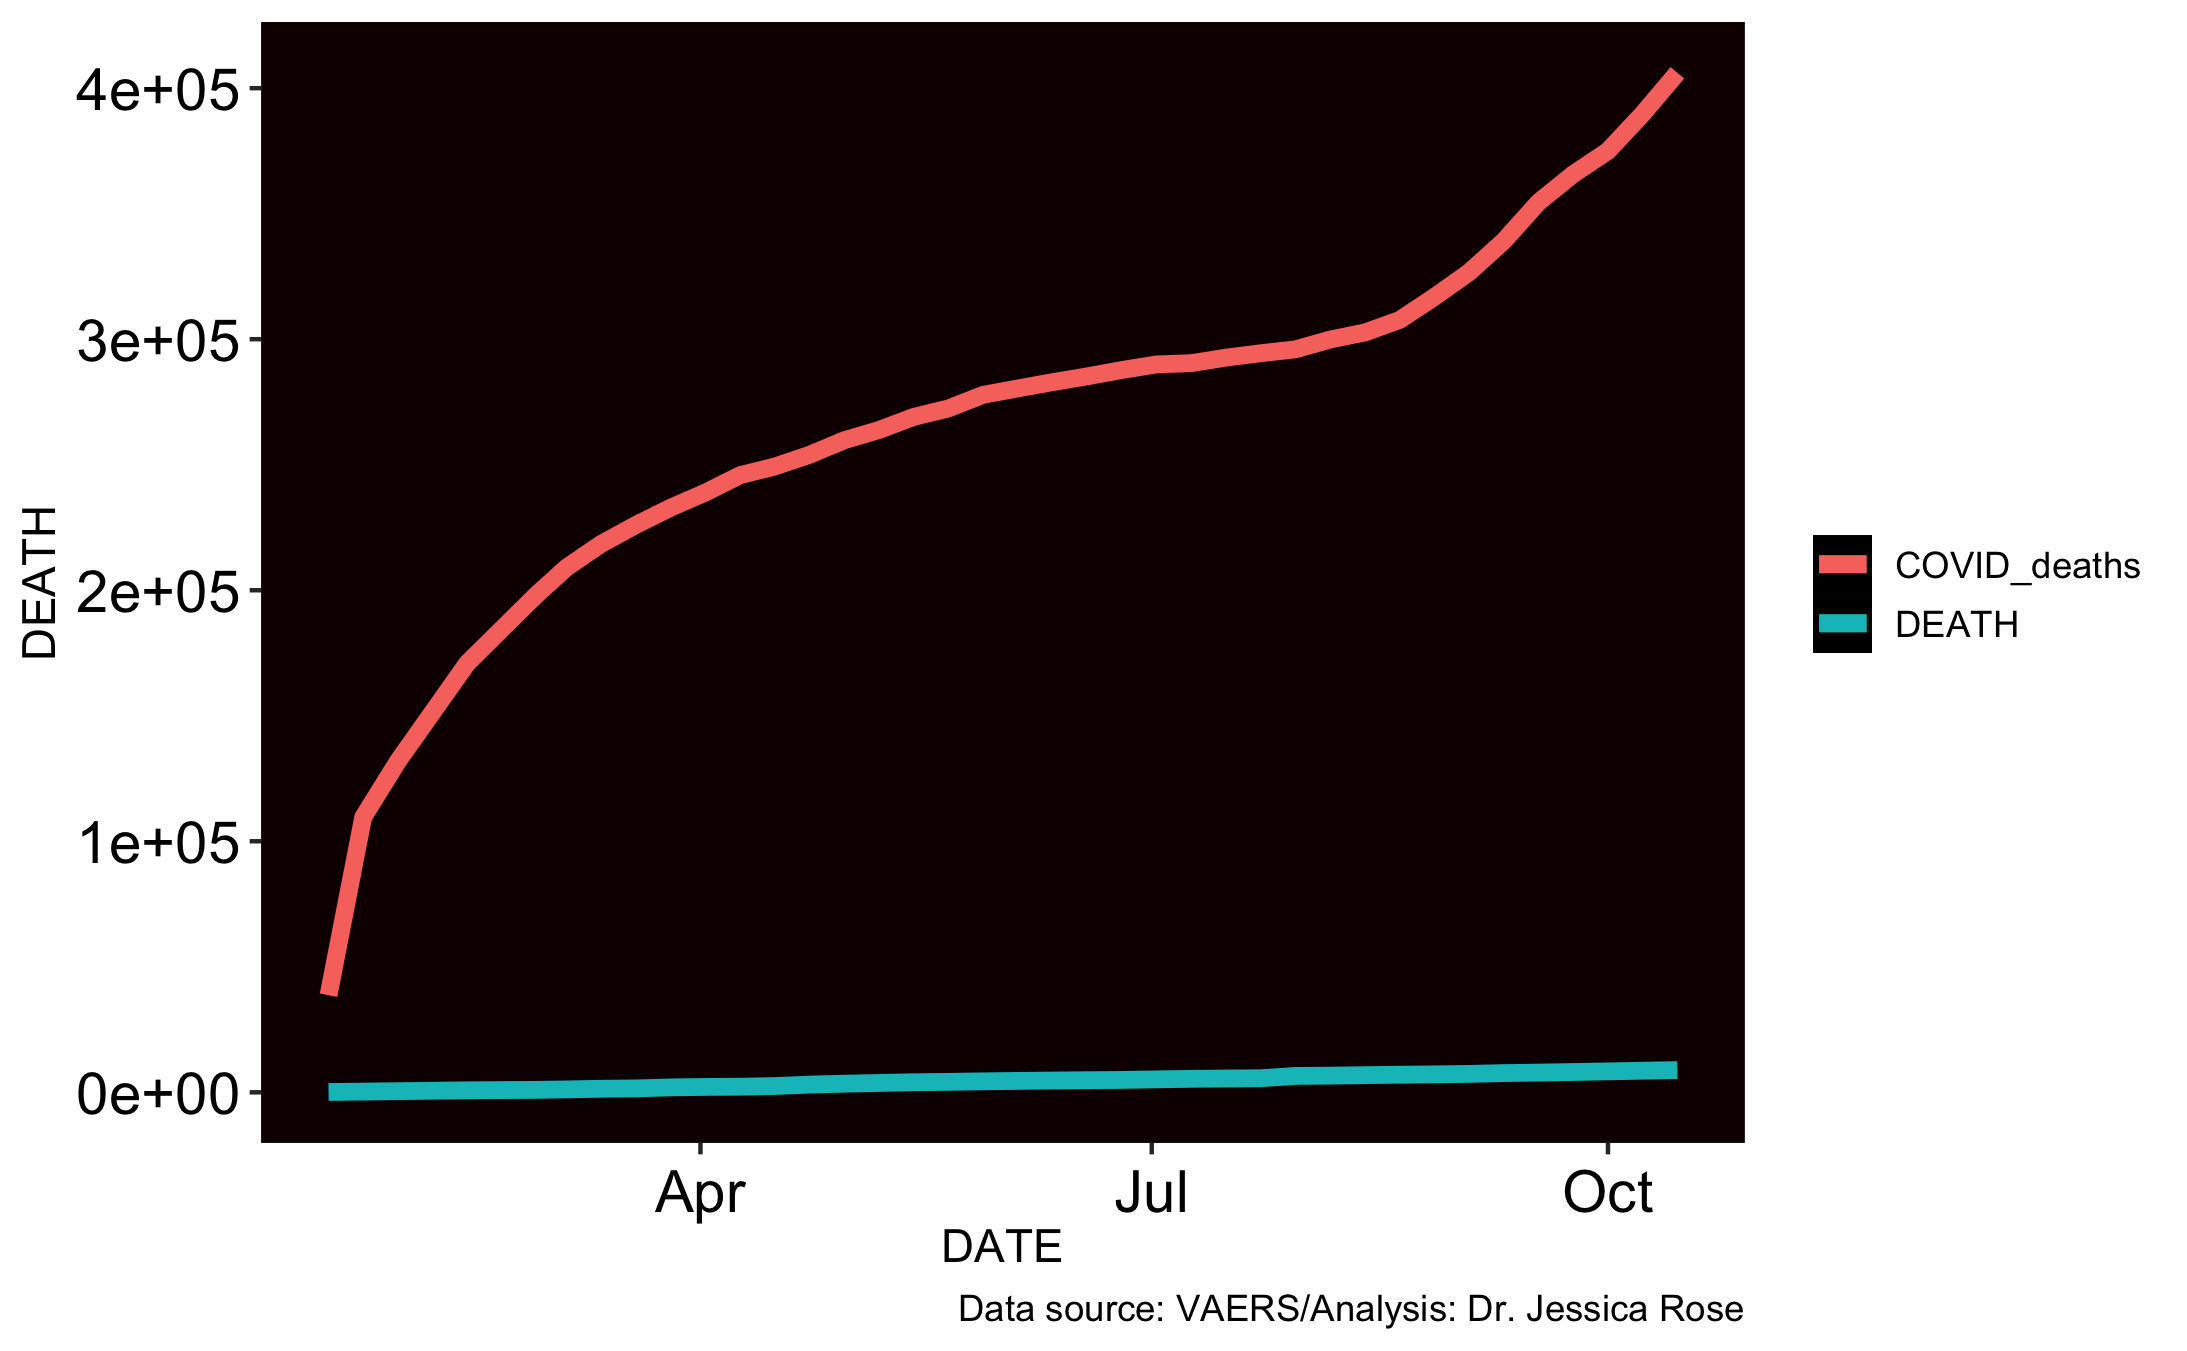 4e+05
3e+05
2e+05
1e+05
0e+00
DEATH
Apr Jul Oct
DATE
COVID_deaths
DEATH
Data source: VAERS/Analysis: Dr. Jessica Rose